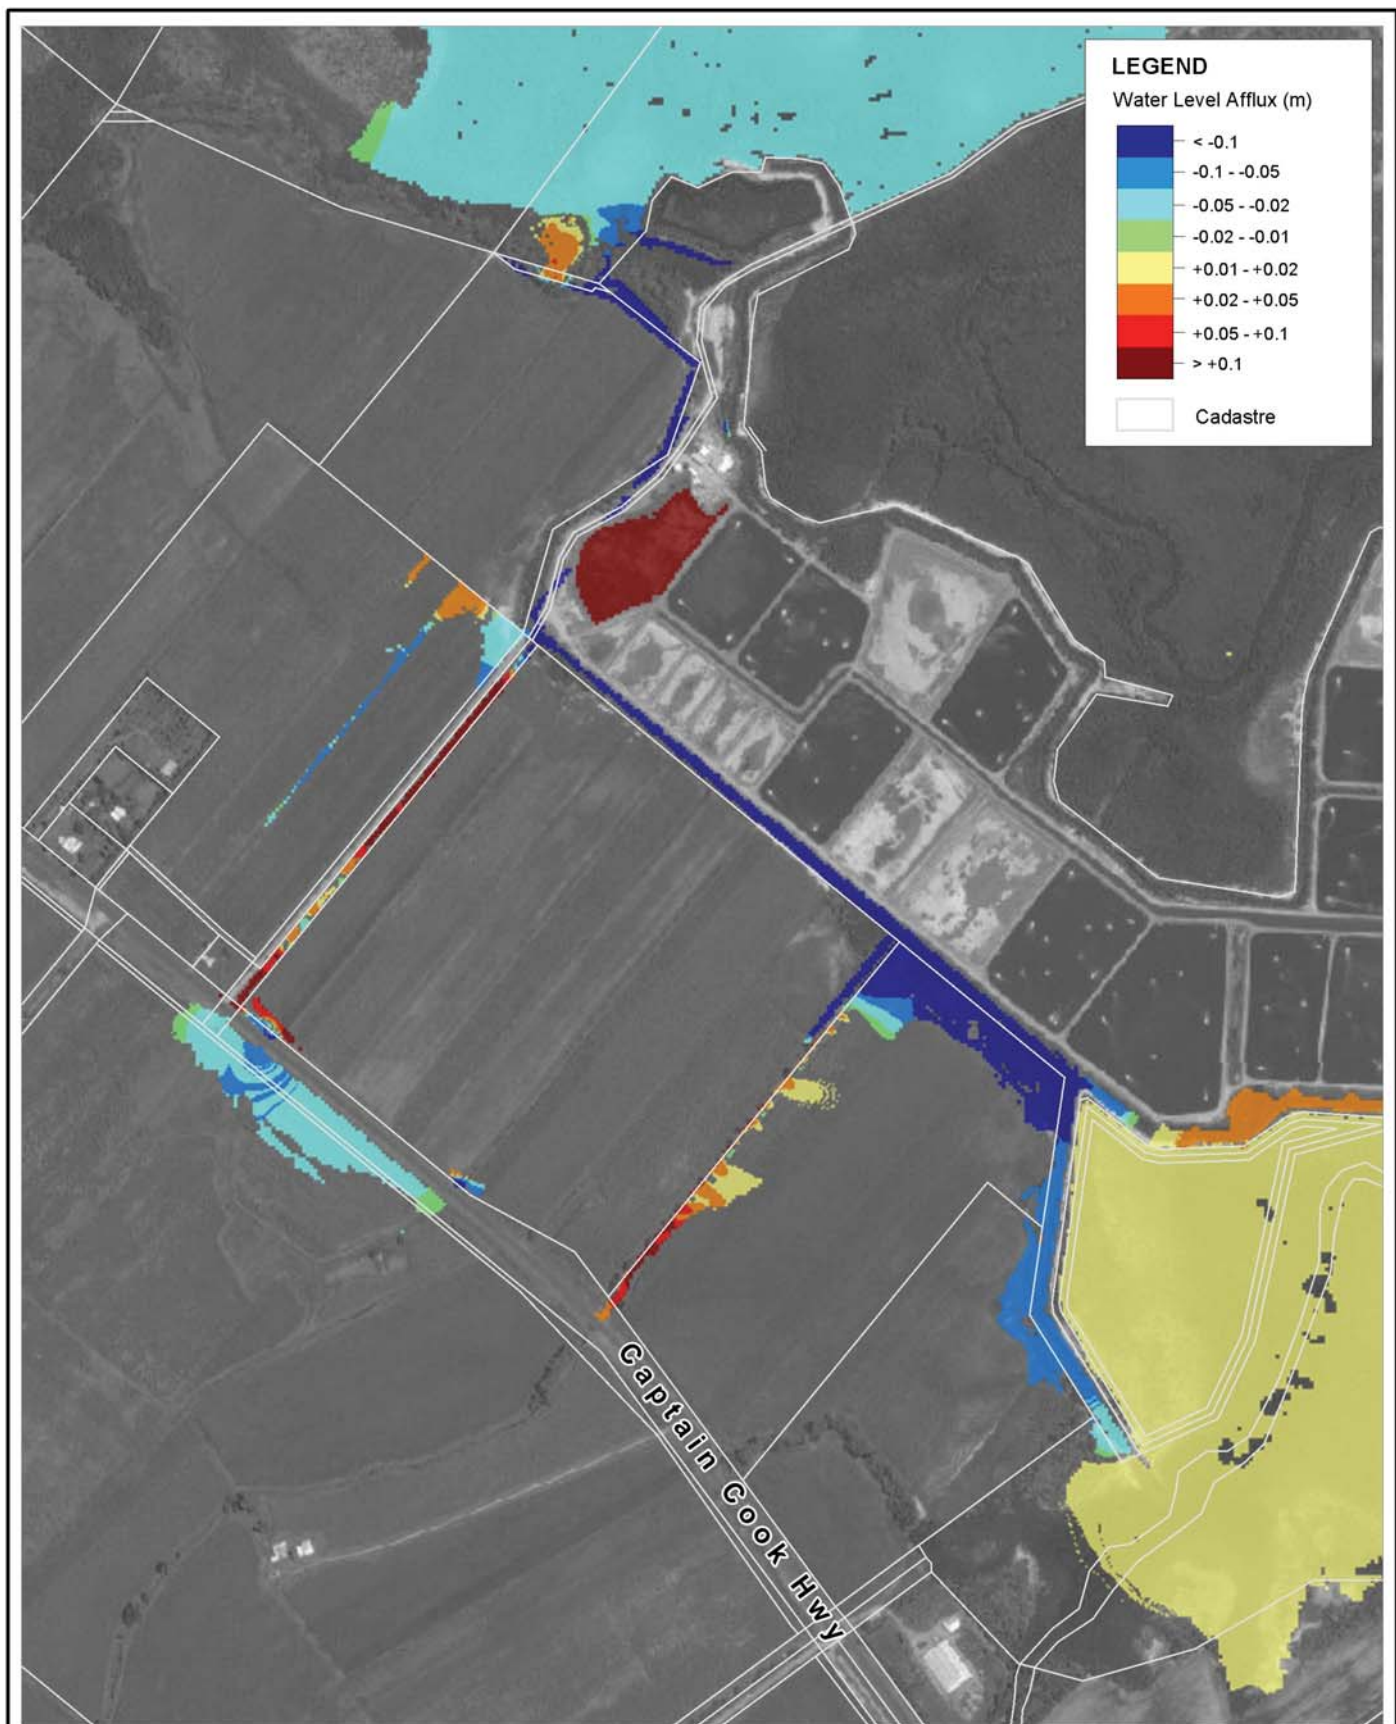 LEGEND
Water Level Afflux (m)
< -0.1
-0.1 - -0.05
-0.05 - -0.02
-0.02 - -0.01
+0.01 - +0.02
+0.02 - +0.05
+0.05 - +0.1
> +0.1
Cadastre
Captain Cook Hwy